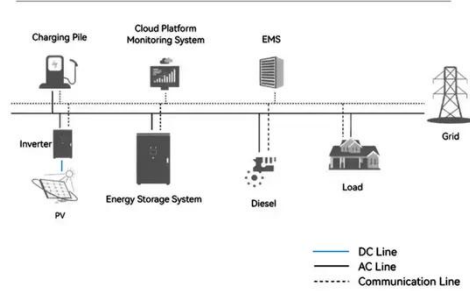 Charging Pile
Cloud Platform
Monitoring System
EMS
Grid
Inverter
PV
Energy Storage System
Diesel
Load
DC Line
AC Line
Communication Line